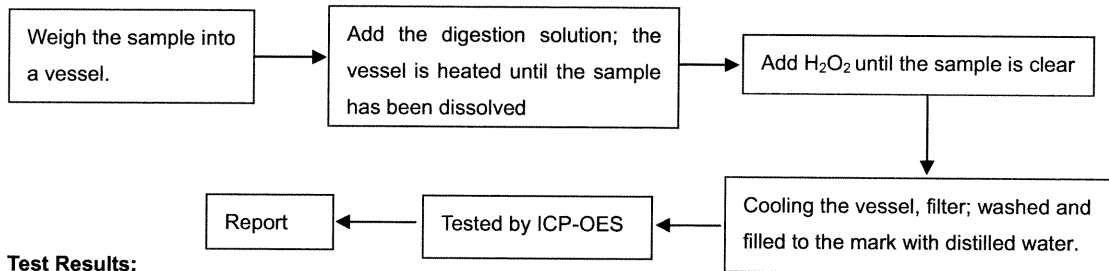 Weigh the sample into
a vessel.
Add the digestion solution; the
vessel is heated until the sample
has been dissolved
Add H₂O₂ until the sample is clear
Cooling the vessel, filter; washed and
filled to the mark with distilled water.
Tested by ICP-OES
Report
Test Results: